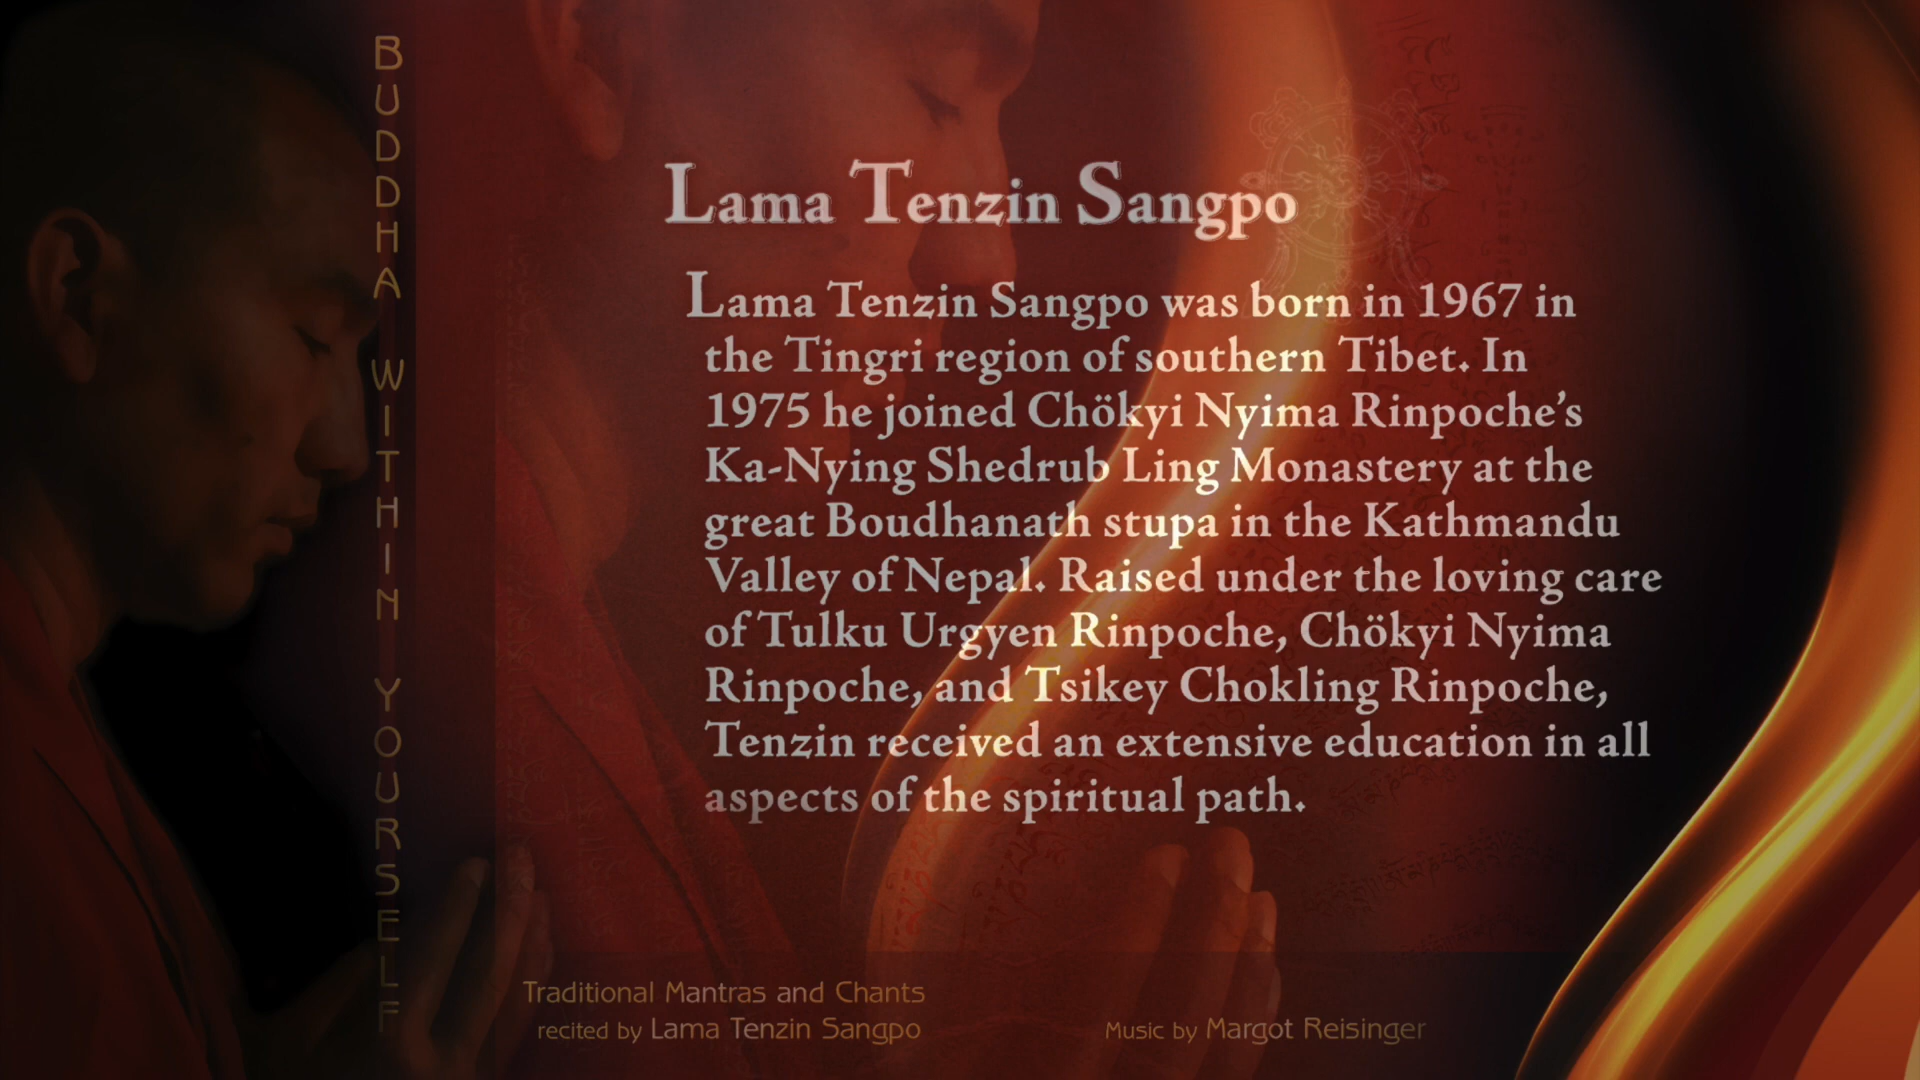 BUDDHA WITHIN YOURSELF
Lama Tenzin Sangpo
Lama Tenzin Sangpo was born in 1967 in
the Tingri region of southern Tibet. In
1975 he joined Chökyi Nyima Rinpoche’s
Ka-Nying Shedrub Ling Monastery at the
great Boudhanath stupa in the Kathmandu
Valley of Nepal. Raised under the loving care
of Tulku Urgyen Rinpoche, Chökyi Nyima
Rinpoche, and Tsikey Chokling Rinpoche,
Tenzin received an extensive education in all
aspects of the spiritual path.
Traditional Mantras and Chants
recited by Lama Tenzin Sangpo
Music by Margot Reisinger